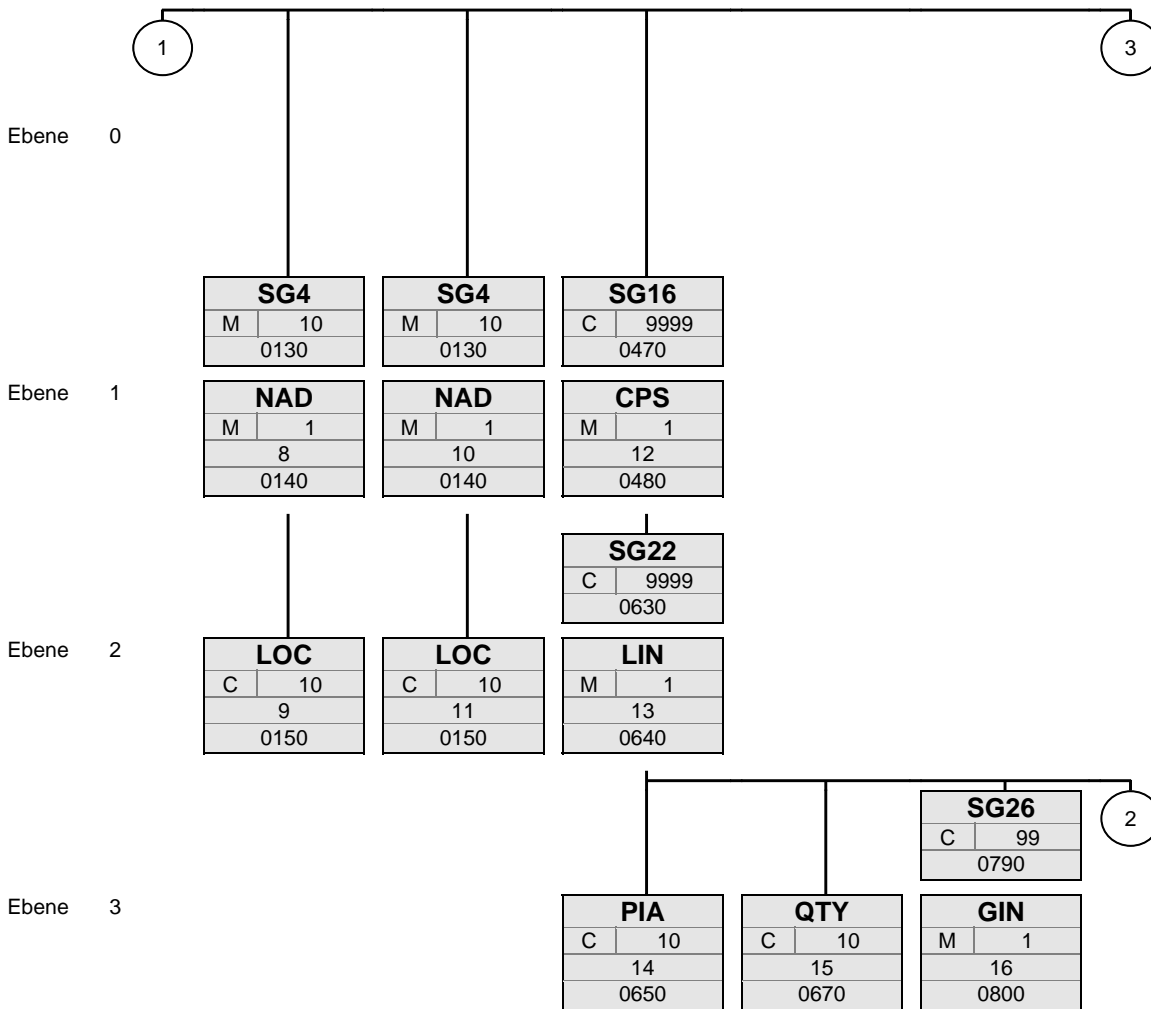 1 3
Ebene 0
SG4 SG4 SG16
M 10 M 10 C 9999
0130 0130 0470
Ebene 1 NAD NAD CPS
M 1 M 1 M 1
8 10 12
0140 0140 0480
SG22
C 9999
0630
Ebene 2 LOC LOC LIN
C 10 C 10 M 1
9 11 13
0150 0150 0640
SG26 2
C 99
0790
Ebene 3 PIA QTY GIN
C 10 C 10 M 1
14 15 16
0650 0670 0800